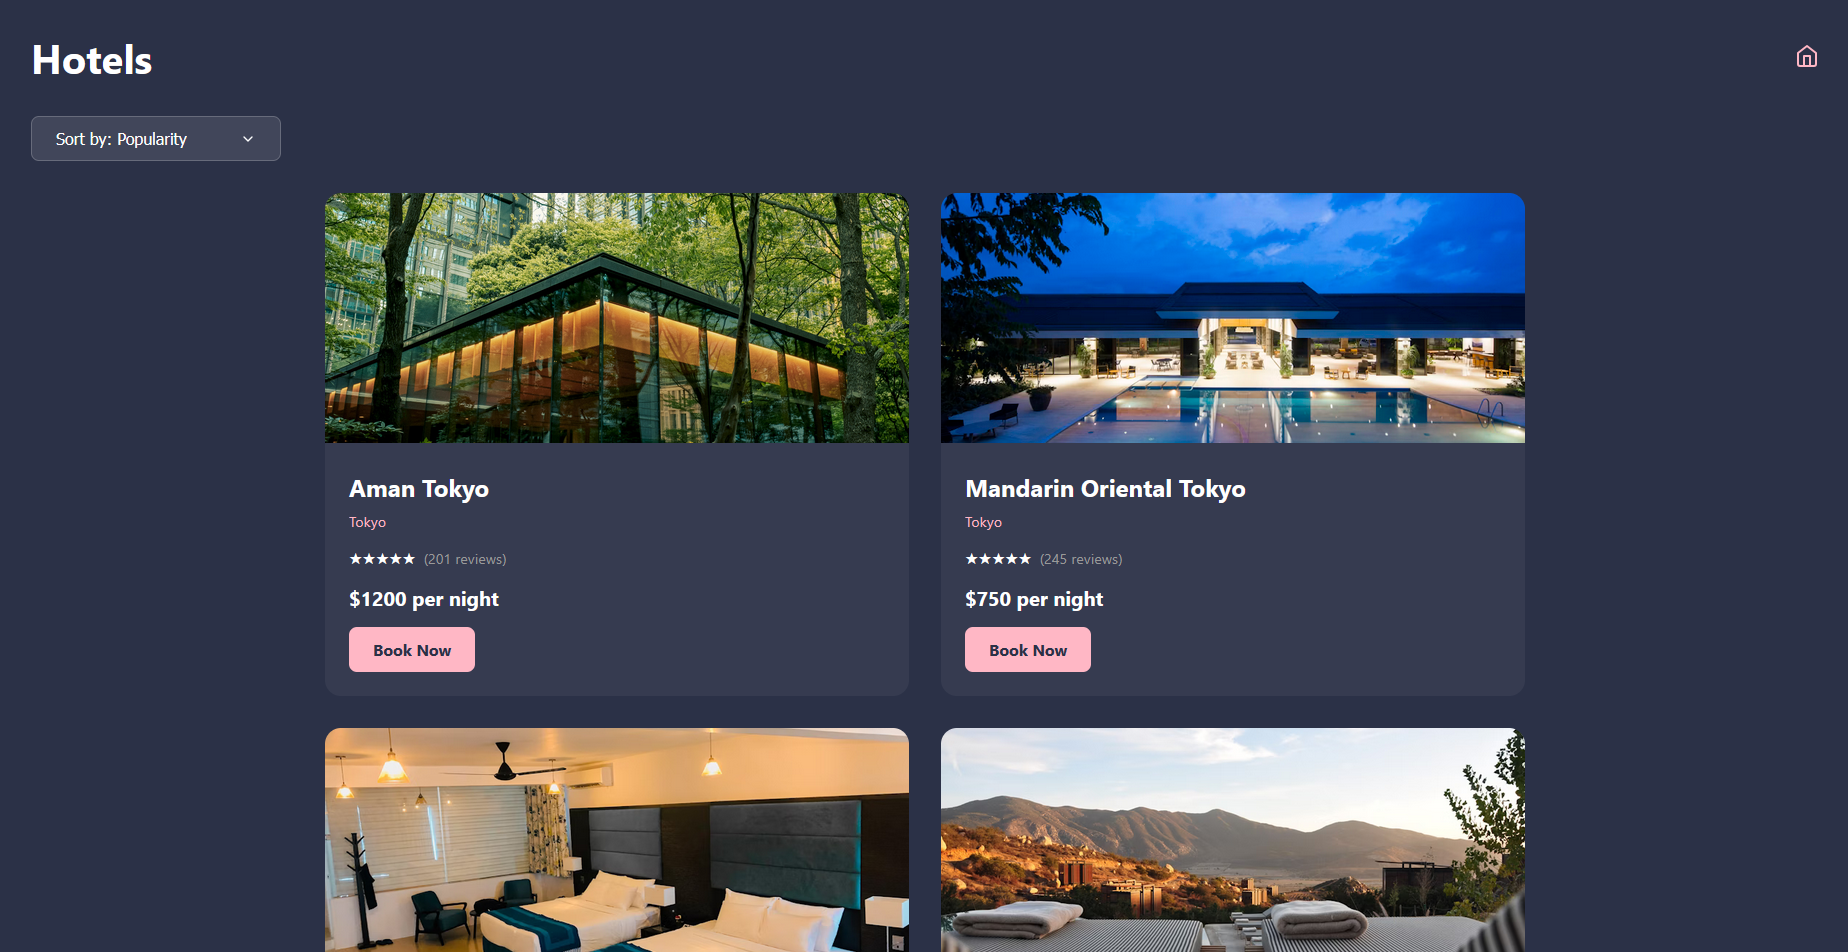 Hotels
Sort by: Popularity
Aman Tokyo
Tokyo
★★★★★ (201 reviews)
$1200 per night
Book Now
Mandarin Oriental Tokyo
Tokyo
★★★★★ (245 reviews)
$750 per night
Book Now